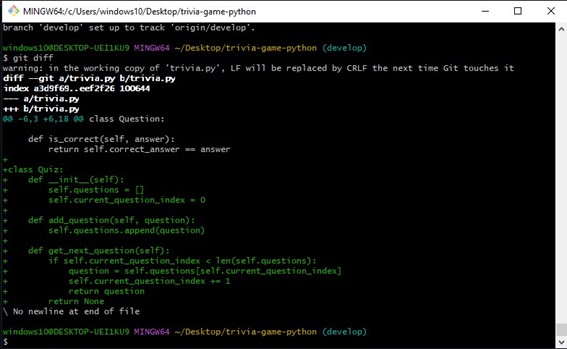 MINGW64:/c/Users/windows10/Desktop/trivia-game-python
branch 'develop' set up to track 'origin/develop'.
windows10@DESKTOP-UEI1KU9 MINGW64 ~/Desktop/trivia-game-python (develop)
$ git diff
warning: in the working copy of 'trivia.py', LF will be replaced by CRLF the next time Git touches it
diff --git a/trivia.py b/trivia.py
index a3d9f69..eef2f26 100644
--- a/trivia.py
+++ b/trivia.py
@@ -6,3 +6,18 @@ class Question:
    def is_correct(self, answer):
        return self.correct_answer == answer
+
+class Quiz:
+    def __init__(self):
+        self.questions = []
+        self.current_question_index = 0
+
+    def add_question(self, question):
+        self.questions.append(question)
+
+    def get_next_question(self):
+        if self.current_question_index < len(self.questions):
+            question = self.questions[self.current_question_index]
+            self.current_question_index += 1
+            return question
+        return None
\ No newline at end of file
windows10@DESKTOP-UEI1KU9 MINGW64 ~/Desktop/trivia-game-python (develop)
$